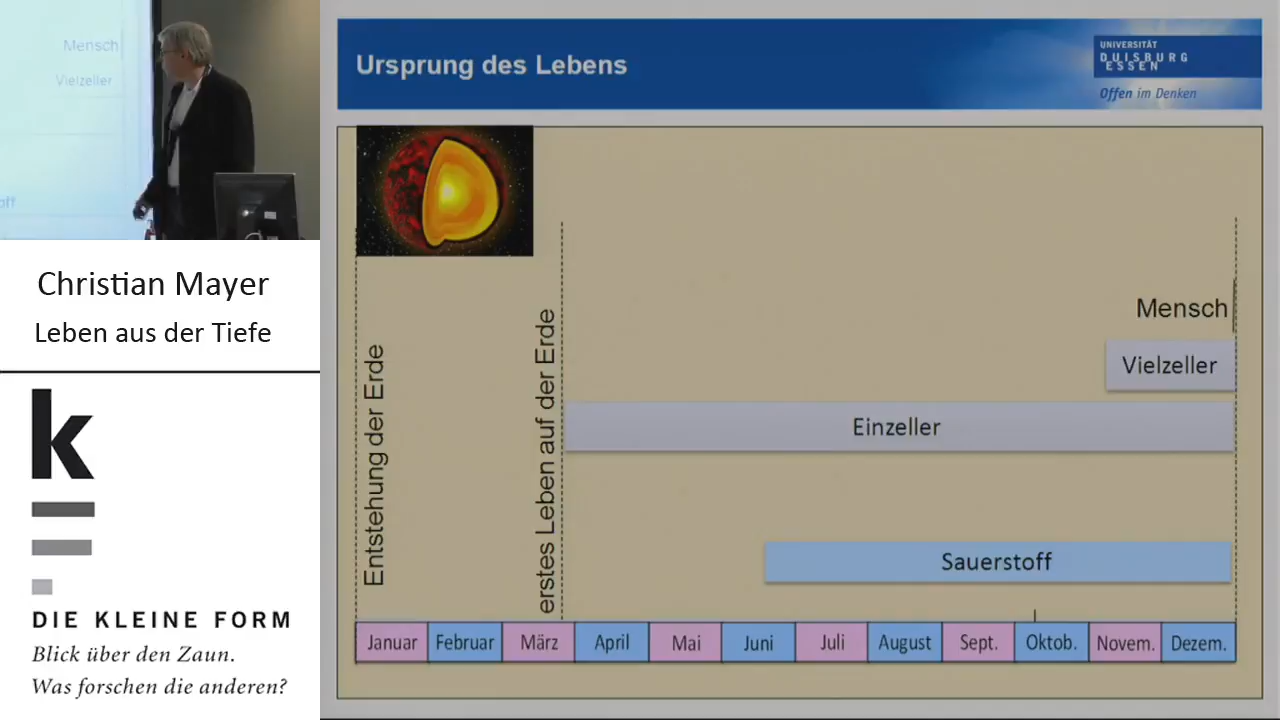 Mensch
Vielzeller
off
Christian Mayer
Leben aus der Tiefe
k
DIE KLEINE FORM
Blick über den Zaun.
Was forschen die anderen?
Ursprung des Lebens
UNIVERSITÄT
DUISBURG
ESSEN
Offen im Denken
Entstehung der Erde
erstes Leben auf der Erde
Mensch
Vielzeller
Einzeller
Sauerstoff
Januar Februar März April Mai Juni Juli August Sept. Oktob. Novem. Dezem.